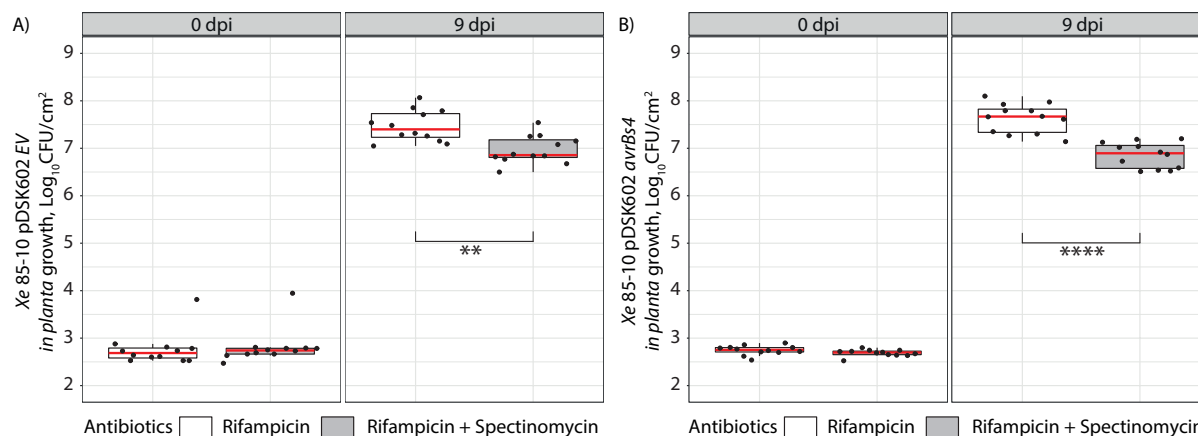 A)
0 dpi
9 dpi
Xe 85-10 pDSK602 EV
in planta growth, Log10CFU/cm2
9
8
7
6
5
4
3
2
**
Antibiotics Rifampicin Rifampicin + Spectinomycin
B)
0 dpi
9 dpi
Xe 85-10 pDSK602 avrBs4
in planta growth, Log10CFU/cm2
9
8
7
6
5
4
3
2
****
Antibiotics Rifampicin Rifampicin + Spectinomycin